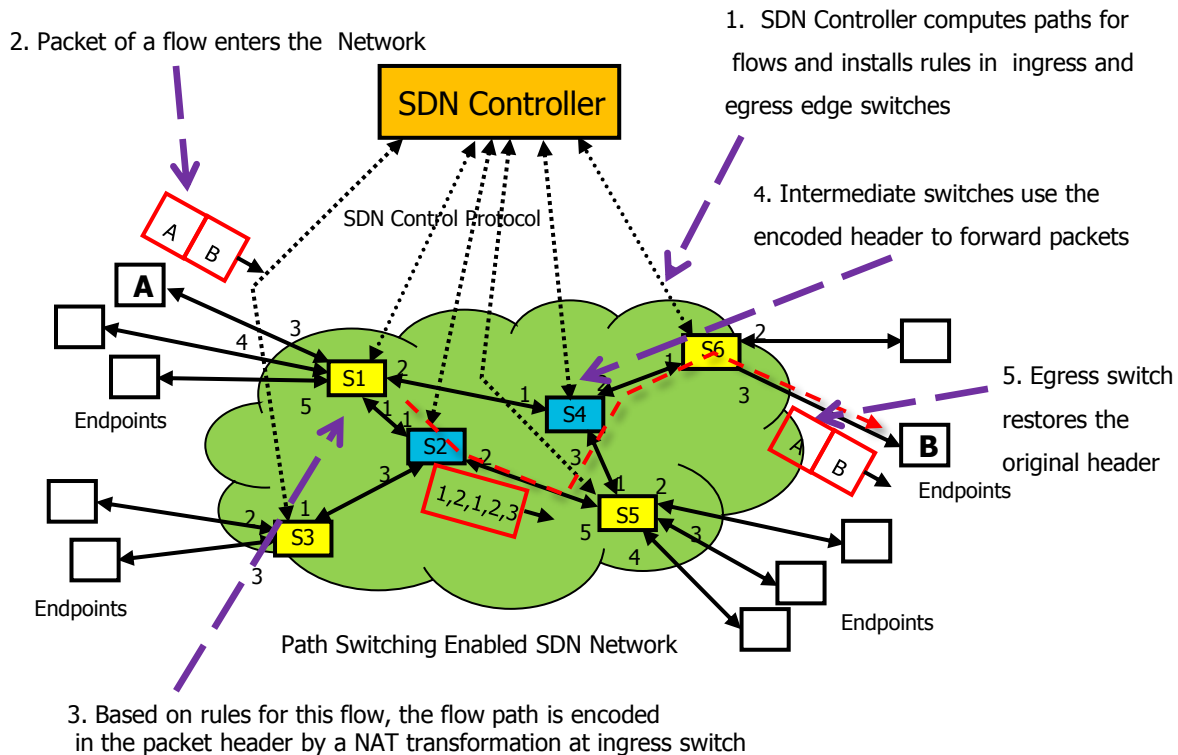 1. SDN Controller computes paths for
flows and installs rules in ingress and
egress edge switches
2. Packet of a flow enters the Network
SDN Controller
4. Intermediate switches use the
encoded header to forward packets
SDN Control Protocol
A
B
A
3
4
5
S1
2
1
Endpoints
1
S2
2
3
1,2,1,2,3
1
S4
2
3
S6
1
2
3
5. Egress switch
restores the
original header
A
B
B
Endpoints
2
1
S3
3
Endpoints
1
2
S5
5
3
4
Endpoints
Path Switching Enabled SDN Network
3. Based on rules for this flow, the flow path is encoded
in the packet header by a NAT transformation at ingress switch